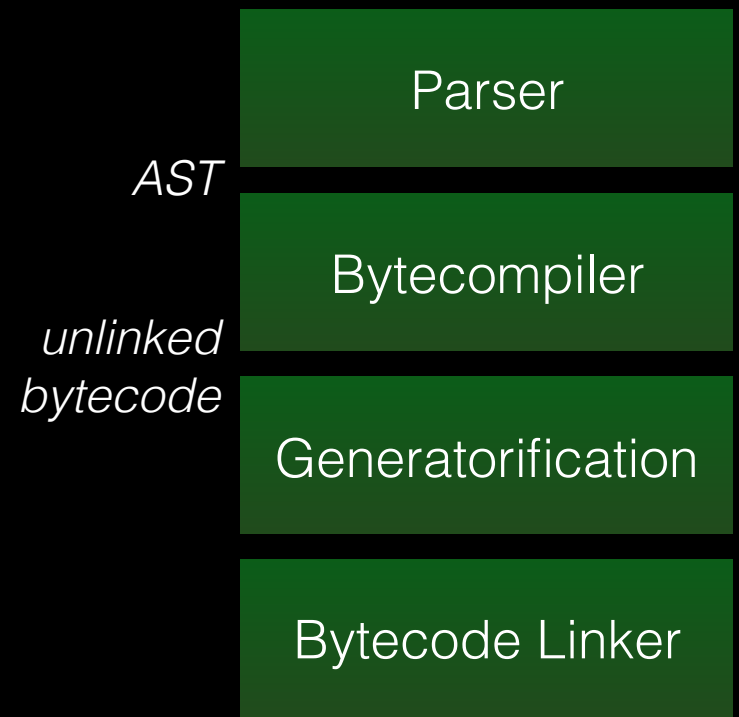 Parser
AST
Bytecompiler
unlinked
bytecode
Generatorification
Bytecode Linker